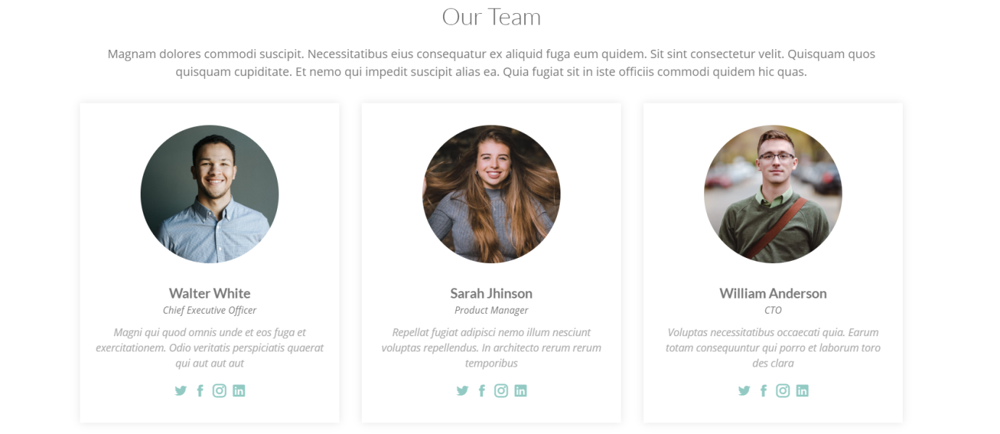 Our Team
Magnam dolores commodi suscipit. Necessitatibus eius consequatur ex aliquid fuga eum quidem. Sit sint consectetur velit. Quisquam quos
quisquam cupiditate. Et nemo qui impedit suscipit alias ea. Quia fugiat sit in iste officiis commodi quidem hic quas.
Walter White
Chief Executive Officer
Magni qui quod omnis unde et eos fuga et
exercitationem. Odio veritatis perspiciatis quaerat
qui aut aut aut
Sarah Jhinson
Product Manager
Repellat fugiat adipisci nemo illum nesciunt
voluptas repellendus. In architecto rerum rerum
temporibus
William Anderson
CTO
Voluptas necessitatibus occaecati quia. Earum
totam consequuntur qui porro et laborum toro
des clara